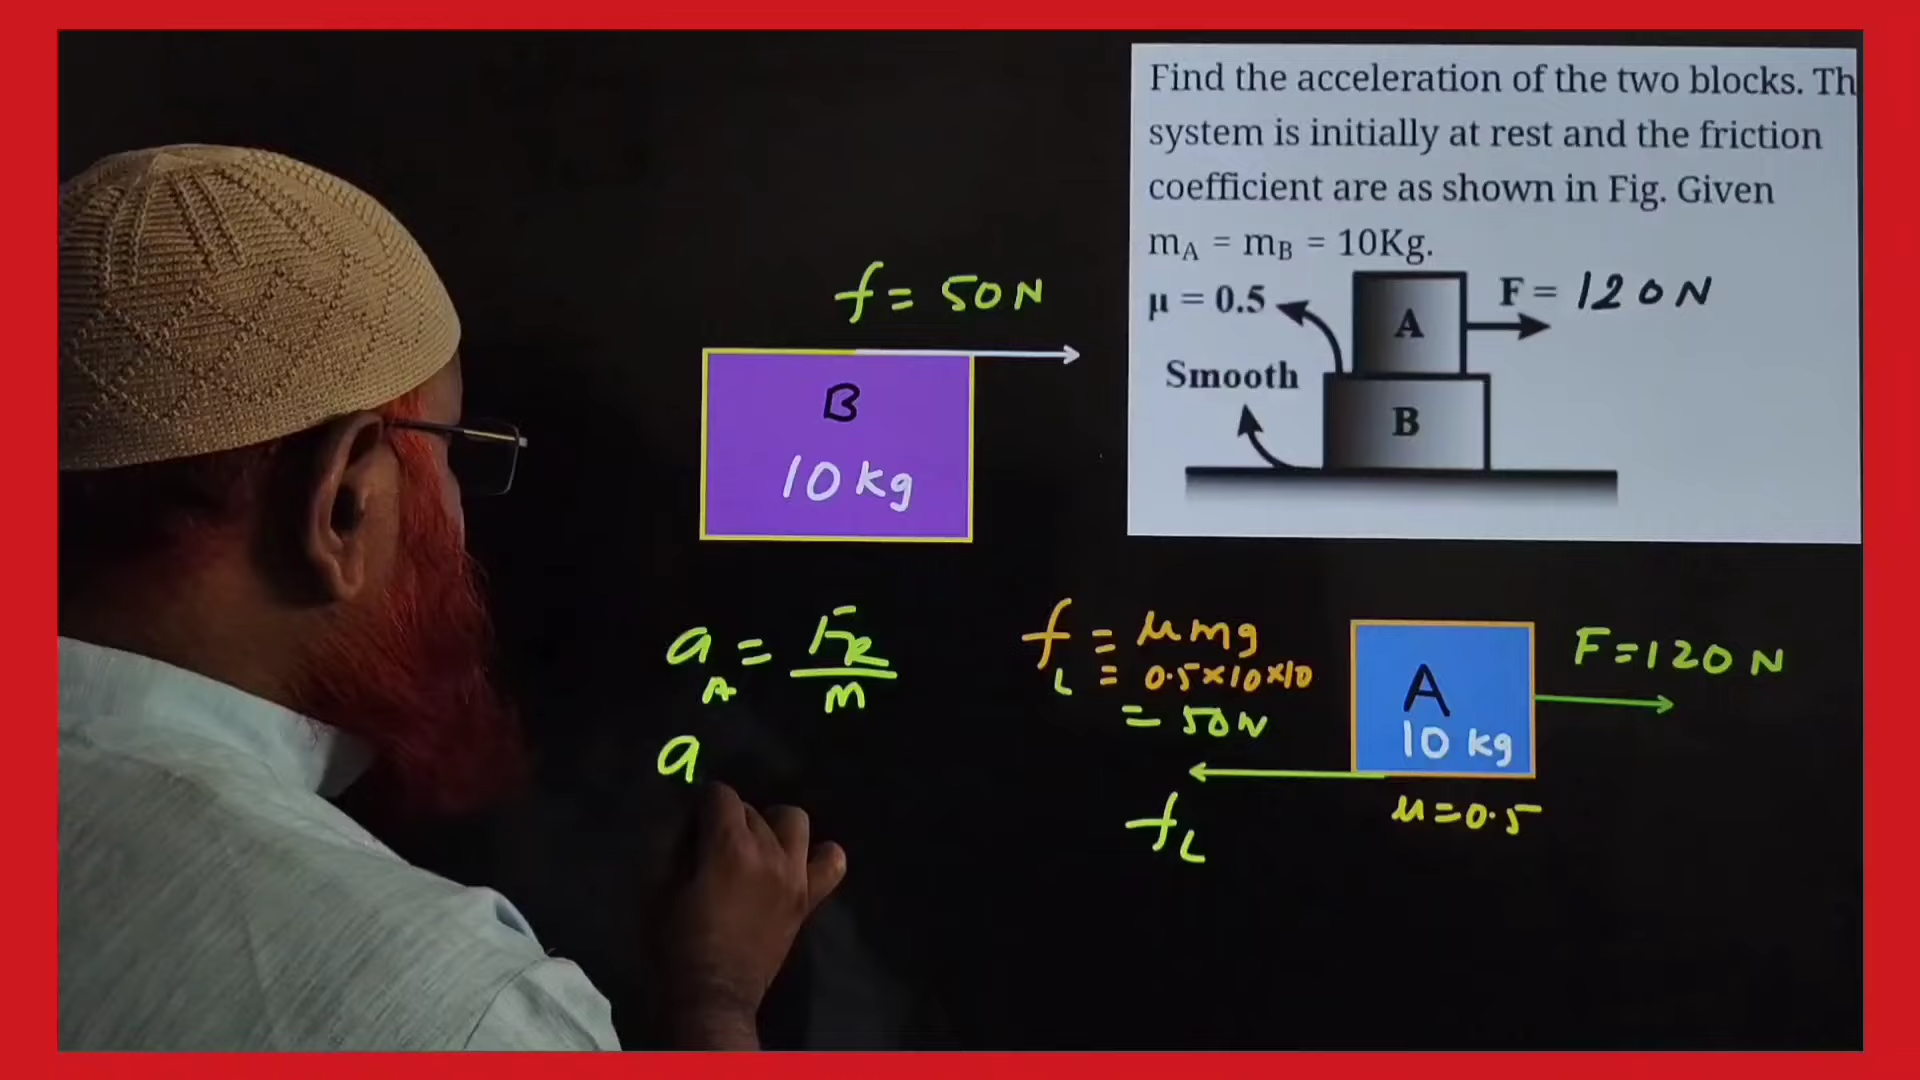 Find the acceleration of the two blocks. Th
system is initially at rest and the friction
coefficient are as shown in Fig. Given
mA = mB = 10Kg.
μ = 0.5
A
F = 120N
Smooth
B
f = 50N
B
10kg
aA = FR/m
a
fL = μmg
= 0.5×10×10
= 50N
fL
A
10 kg
μ=0.5
F=120N